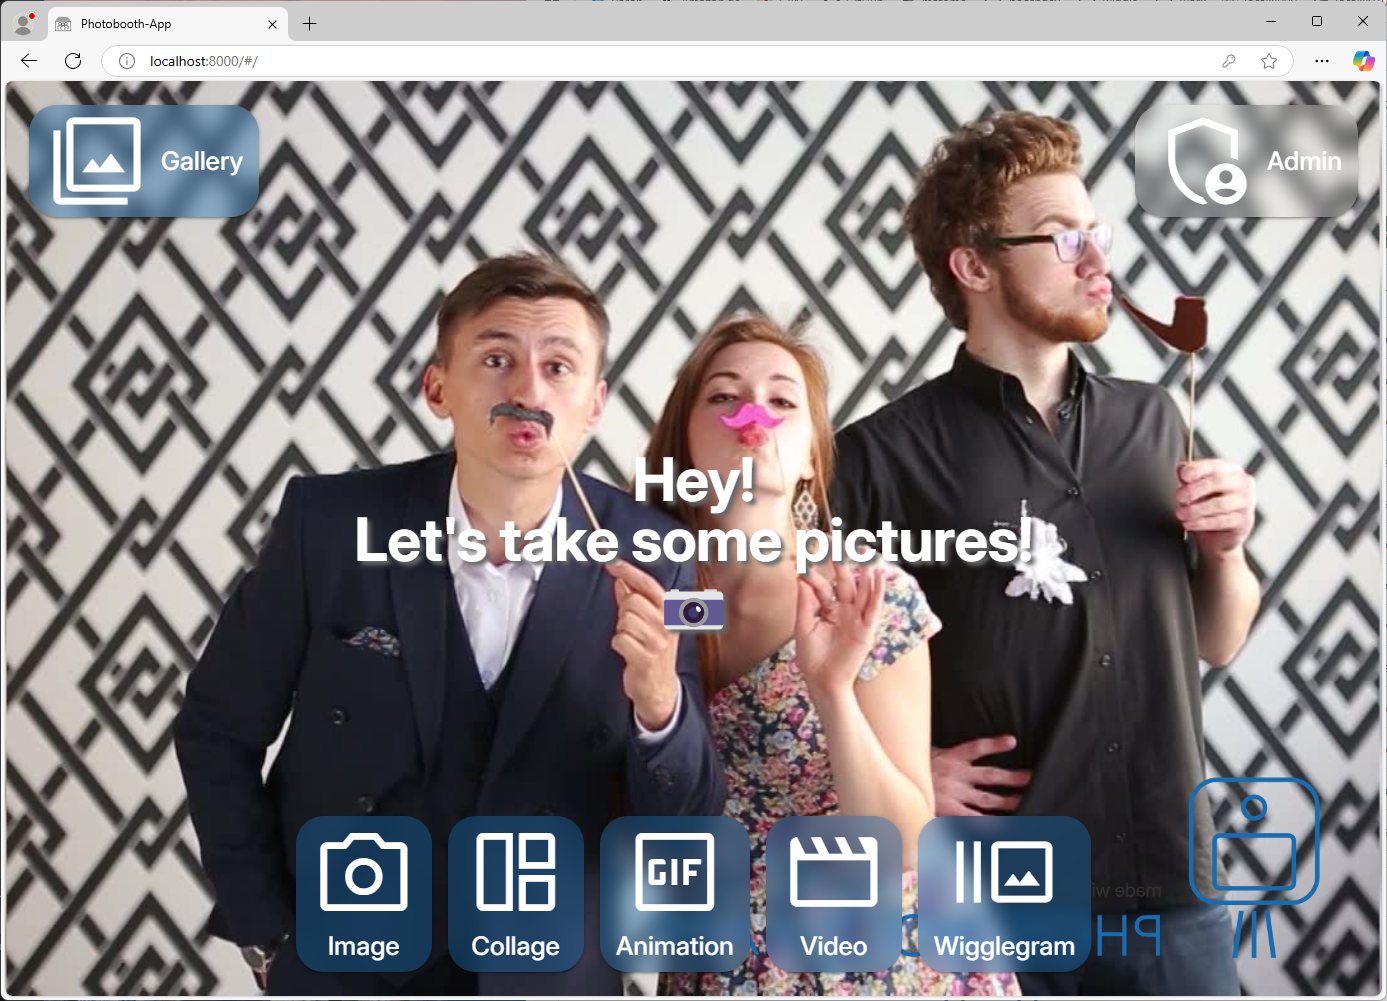 Photobooth-App
localhost:8000/#/
Gallery
Admin
Hey!
Let's take some pictures!
GIF
Image
Collage
Animation
Video
Wigglegram
made wi
PH